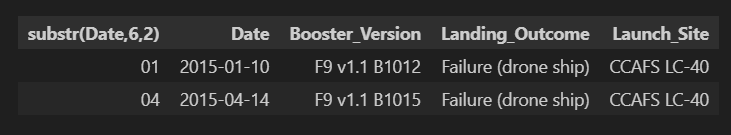 substr(Date,6,2) Date Booster_Version Landing_Outcome Launch_Site
01 2015-01-10 F9 v1.1 B1012 Failure (drone ship) CCAFS LC-40
04 2015-04-14 F9 v1.1 B1015 Failure (drone ship) CCAFS LC-40